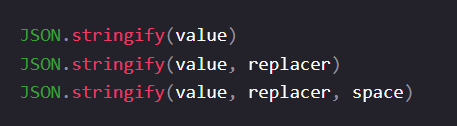 JSON.stringify(value)
JSON.stringify(value, replacer)
JSON.stringify(value, replacer, space)